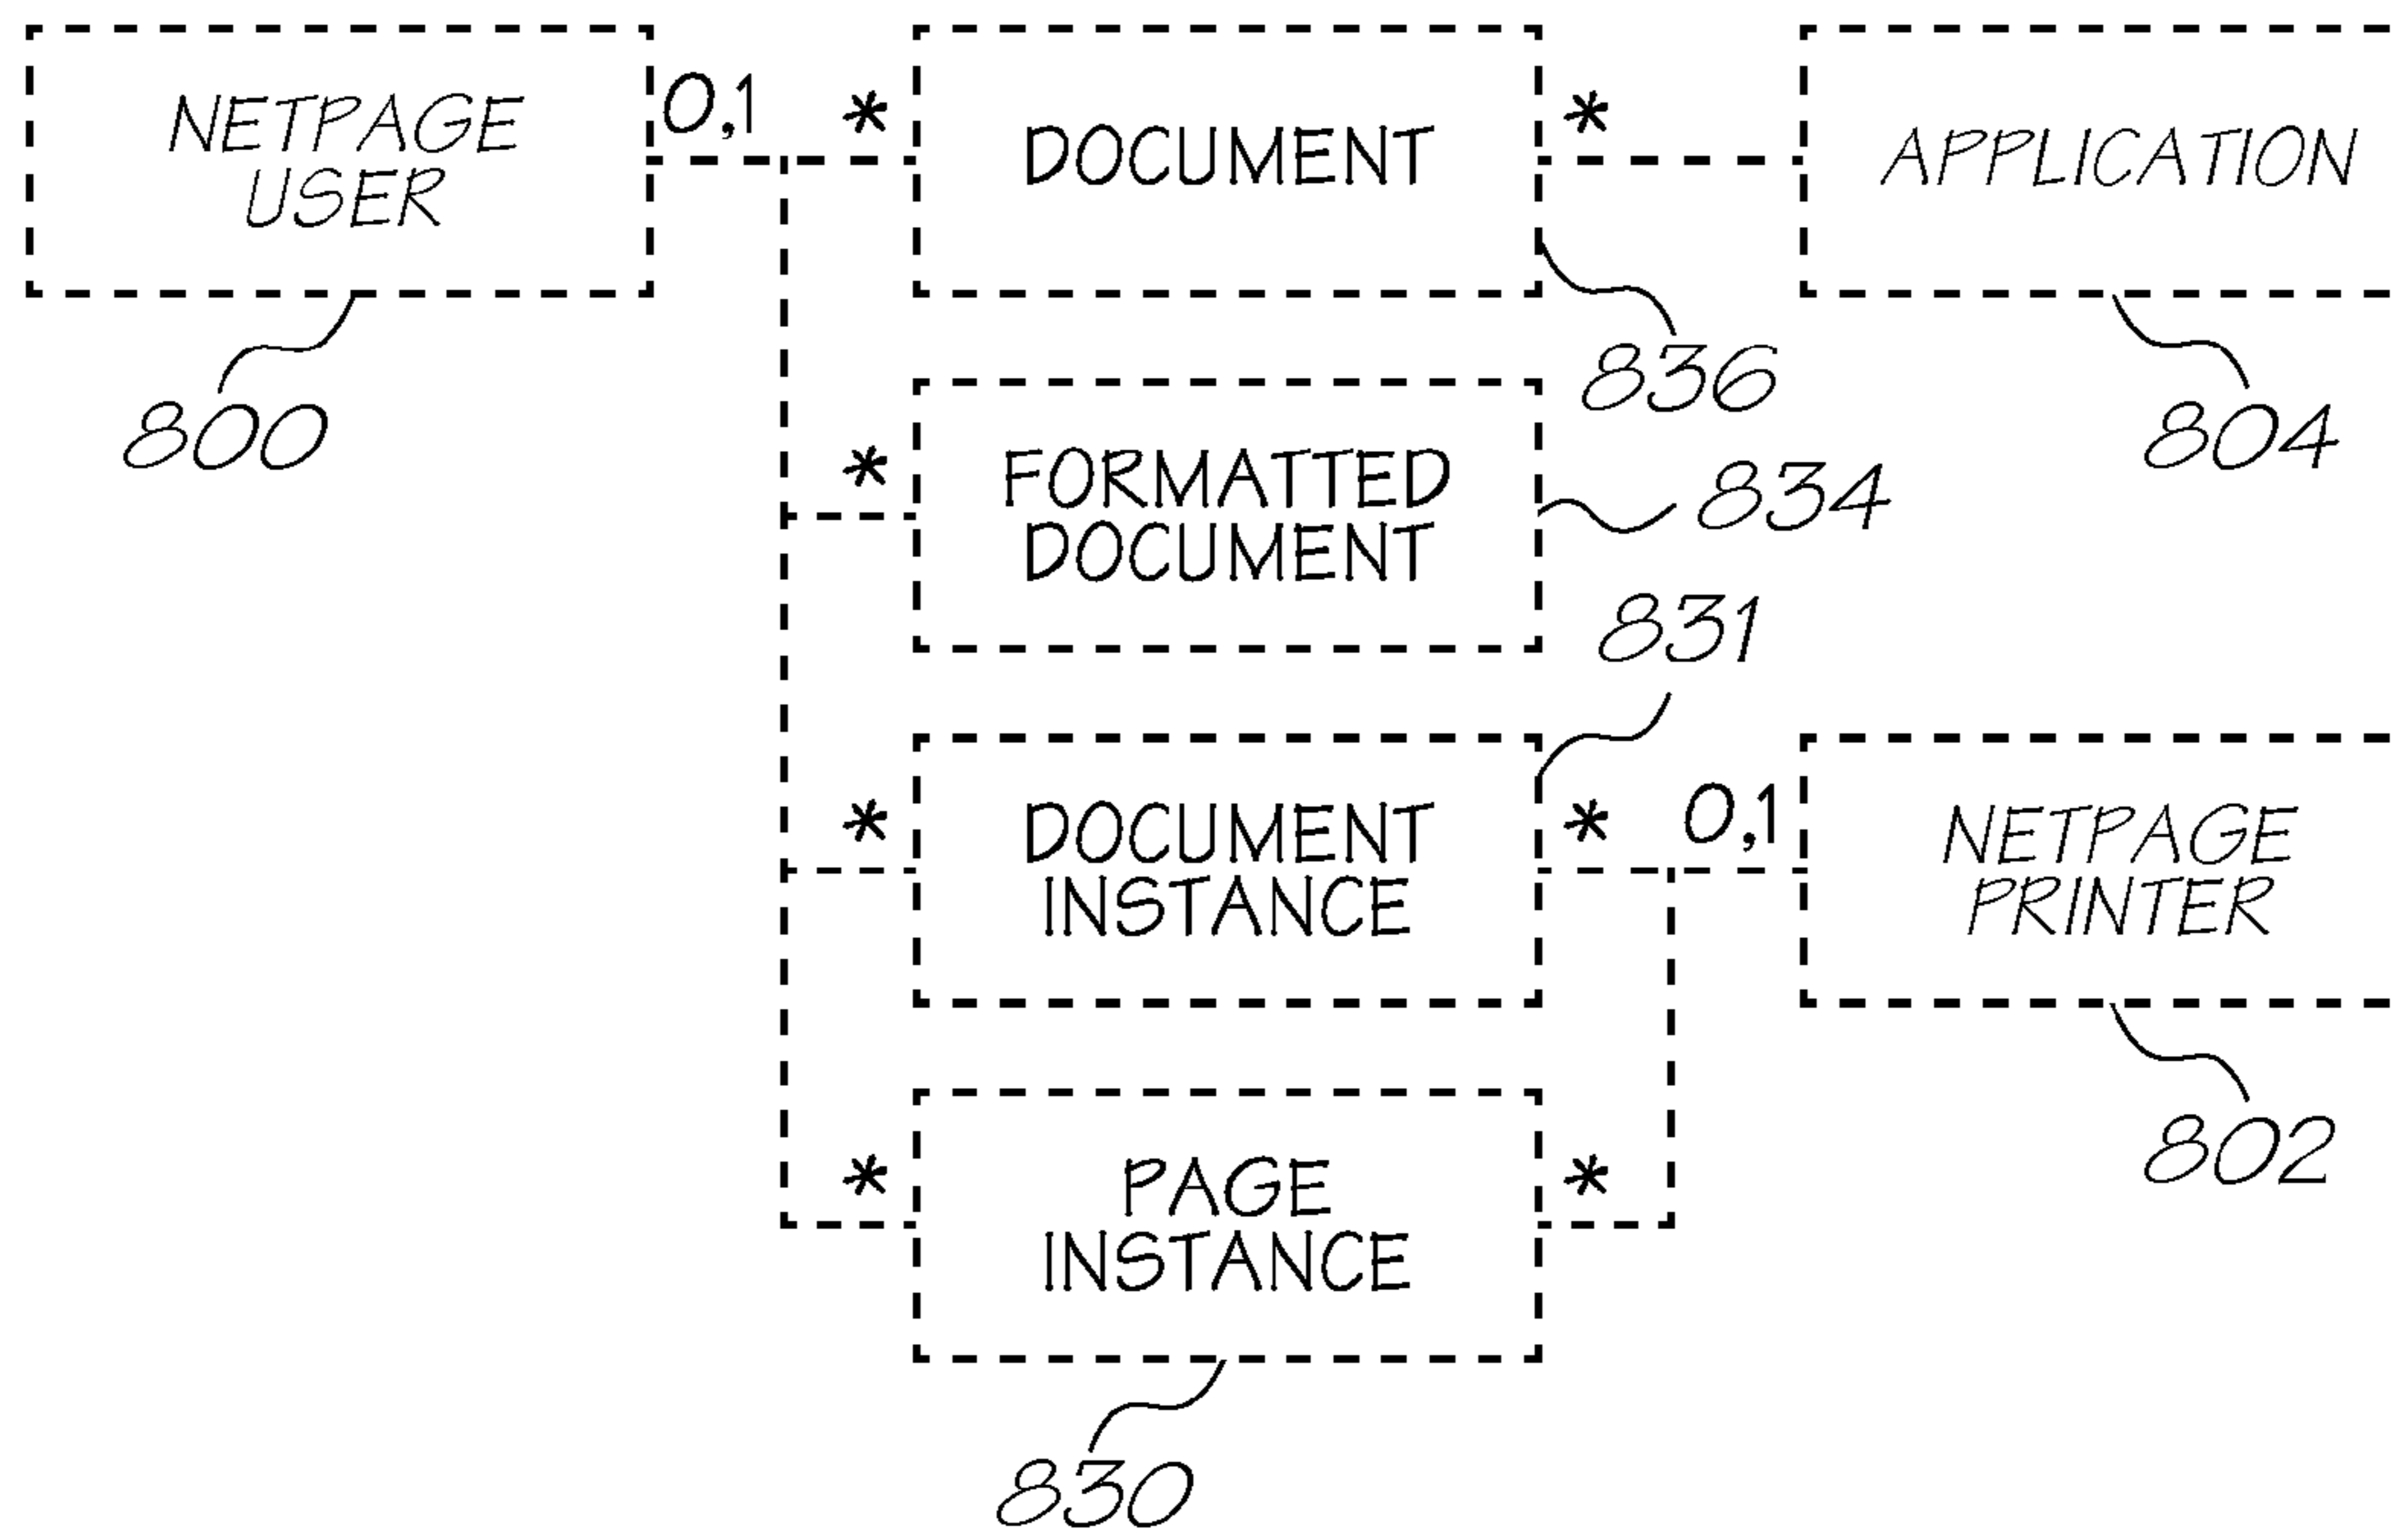 NETPAGE
USER
0,1
*
DOCUMENT
*
APPLICATION
800
836
804
*
FORMATTED
DOCUMENT
834
831
*
DOCUMENT
INSTANCE
*
0,1
NETPAGE
PRINTER
802
*
PAGE
INSTANCE
*
830